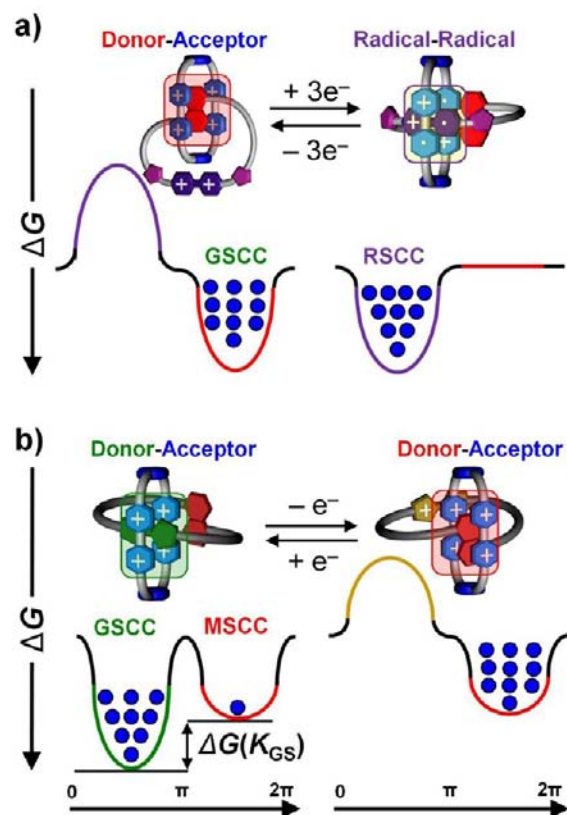 a)
Donor-Acceptor
Radical-Radical
+ 3e⁻
− 3e⁻
ΔG
GSCC
RSCC
b)
Donor-Acceptor
Donor-Acceptor
− e⁻
+ e⁻
ΔG
GSCC
MSCC
ΔG(K_GS)
0 π 2π
0 π 2π